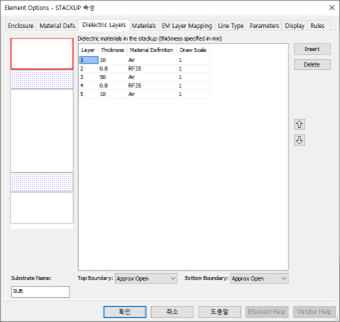 Element Options - STACKUP 속성
Enclosure Material Defs. Dielectric Layers Materials EM Layer Mapping Line Type Parameters Display Rules
Dielectric materials in the stackup (thickness specified in mm)
Layer Thickness Material Definition Draw Scale
1 10 Air 1
2 0.8 RF35 1
3 50 Air 1
4 0.8 RF35 1
5 10 Air 1
Insert
Delete
Substrate Name:
SUB
Top Boundary: Approx Open
Bottom Boundary: Approx Open
확인 취소 도움말 Element Help Vendor Help